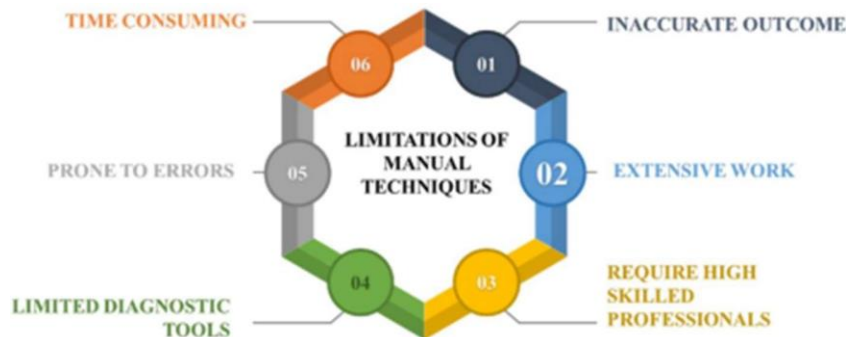 TIME CONSUMING
06
01
INACCURATE OUTCOME
LIMITATIONS OF
MANUAL
TECHNIQUES
PRONE TO ERRORS
05
02
EXTENSIVE WORK
LIMITED DIAGNOSTIC
TOOLS
04
03
REQUIRE HIGH
SKILLED
PROFESSIONALS